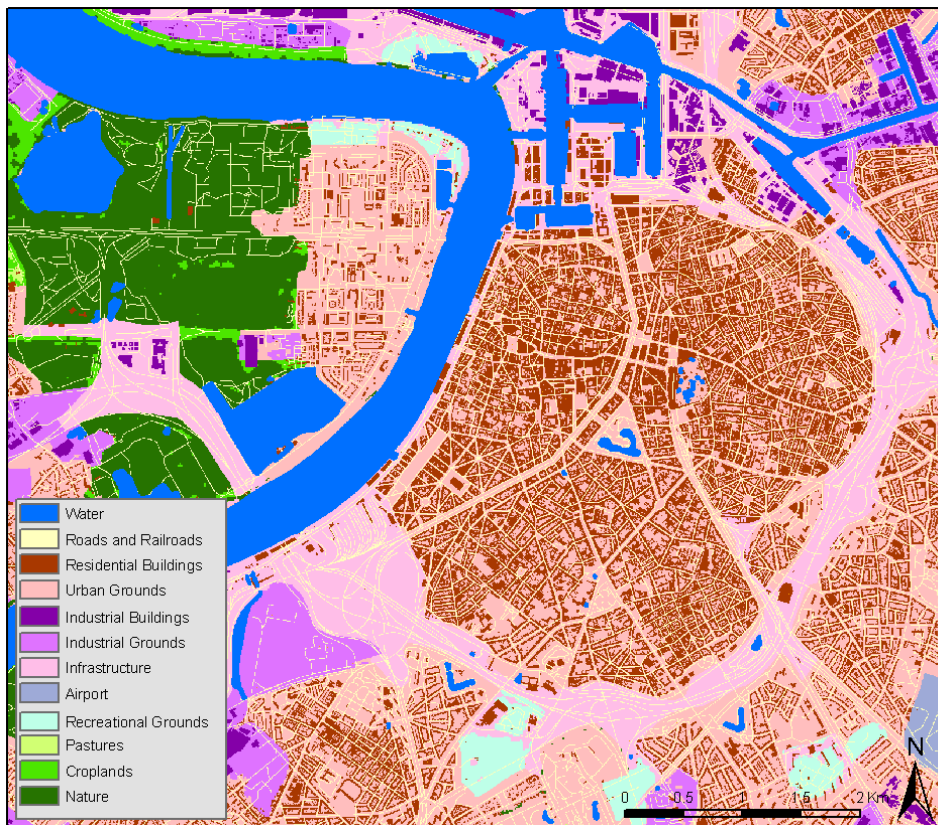 Water
Roads and Railroads
Residential Buildings
Urban Grounds
Industrial Buildings
Industrial Grounds
Infrastructure
Airport
Recreational Grounds
Pastures
Croplands
Nature
N
0 0.5 1 1.5 2 Km